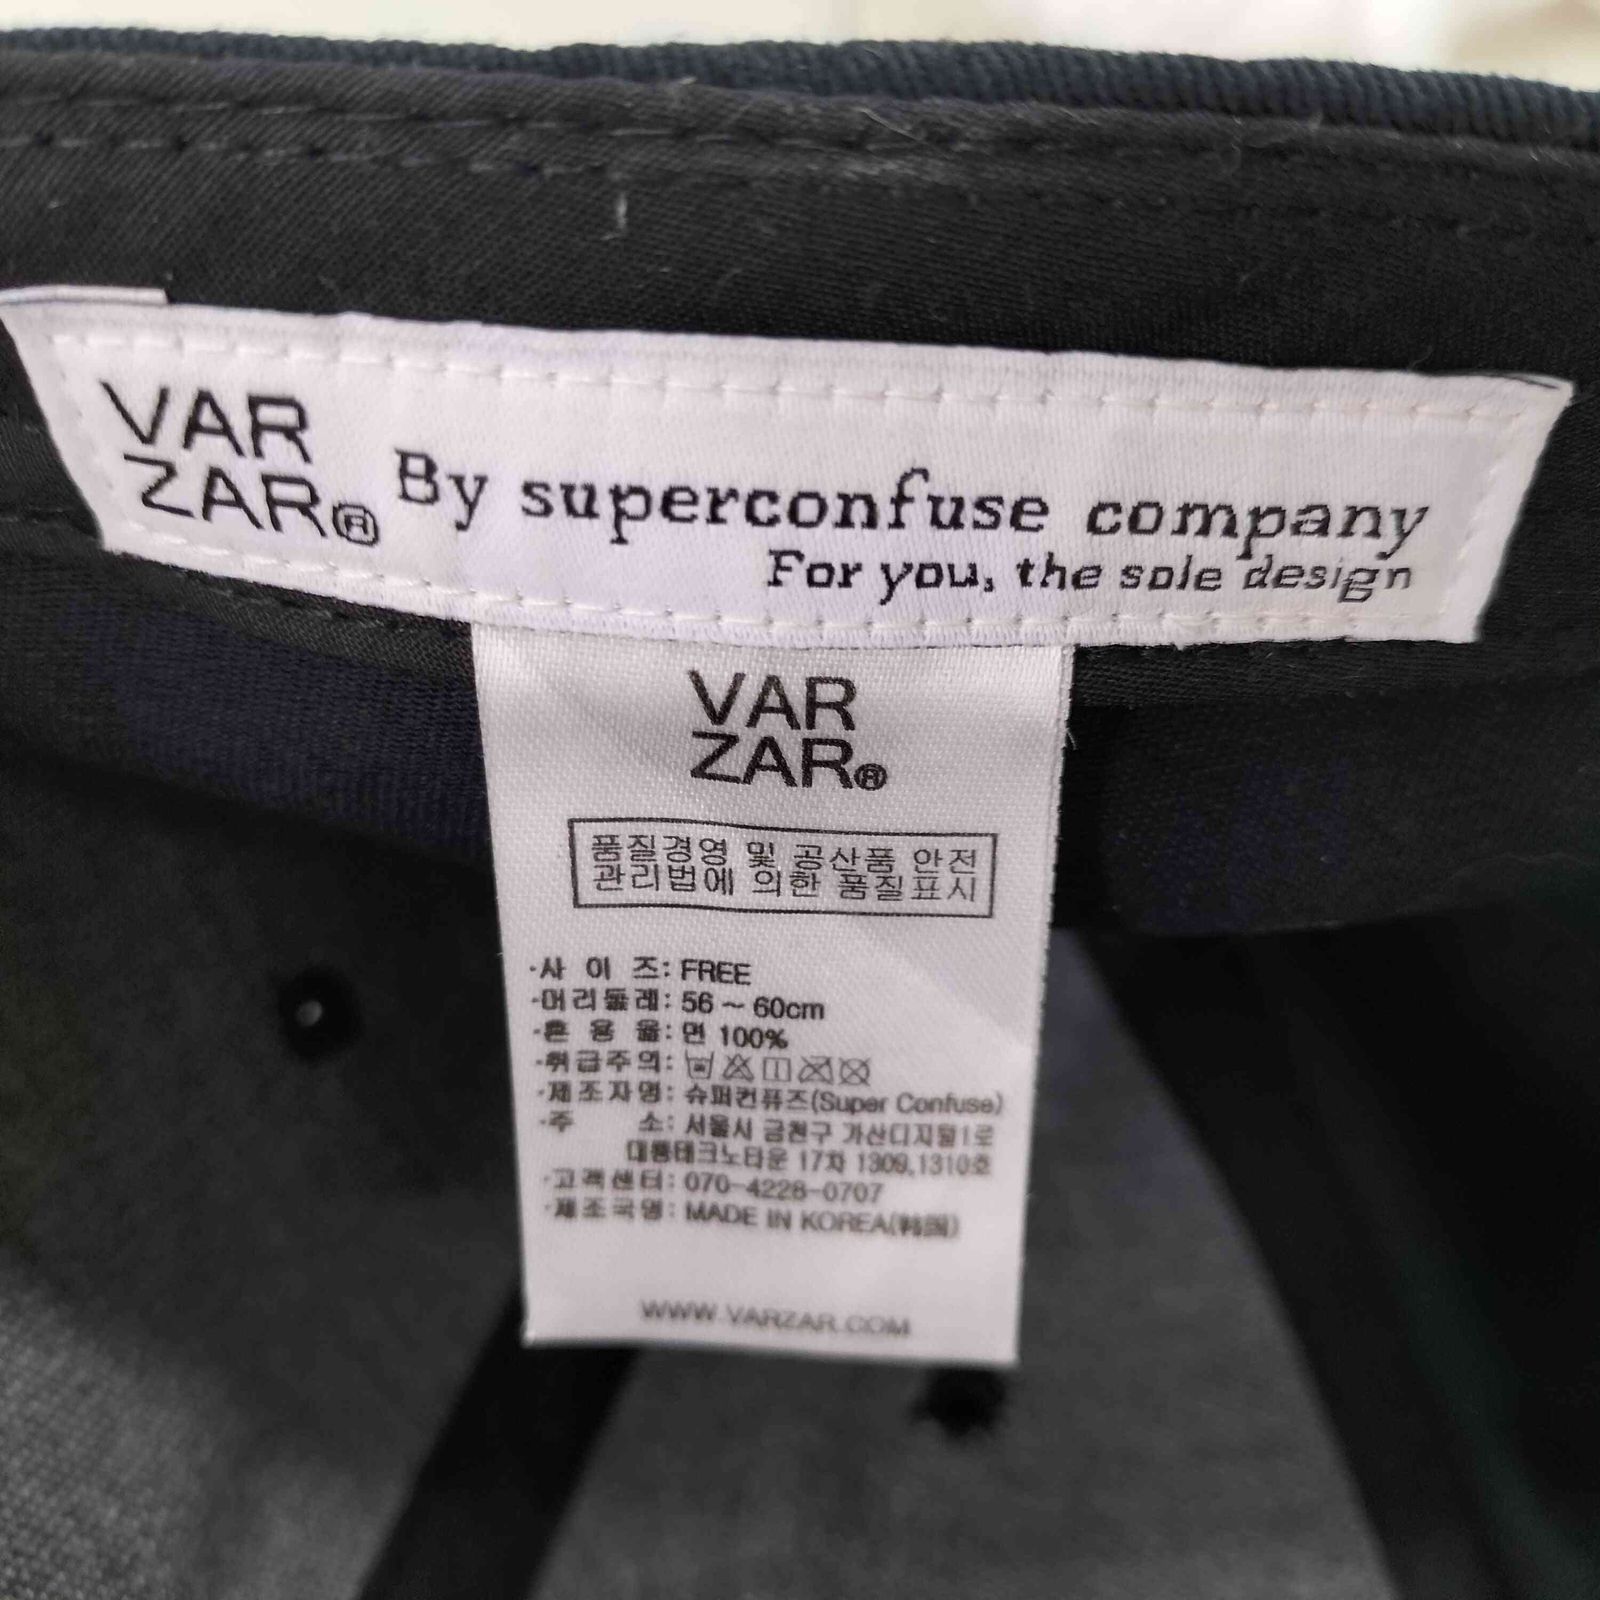 VAR
ZAR®
By superconfuse company
For you, the sole design
VAR
ZAR®
품질경영 및 공산품 안전
관리법에 의한 품질표시
·사 이 즈: FREE
·머리둘레: 56 ~ 60cm
·혼 용 율: 면 100%
·취급주의:
·제조자명: 슈퍼컨퓨즈(Super Confuse)
·주 소: 서울시 금천구 가산디지털1로
대륭테크노타운 17차 1309,1310호
·고객센터: 070-4228-0707
·제조국명: MADE IN KOREA(韩国)
WWW.VARZAR.COM